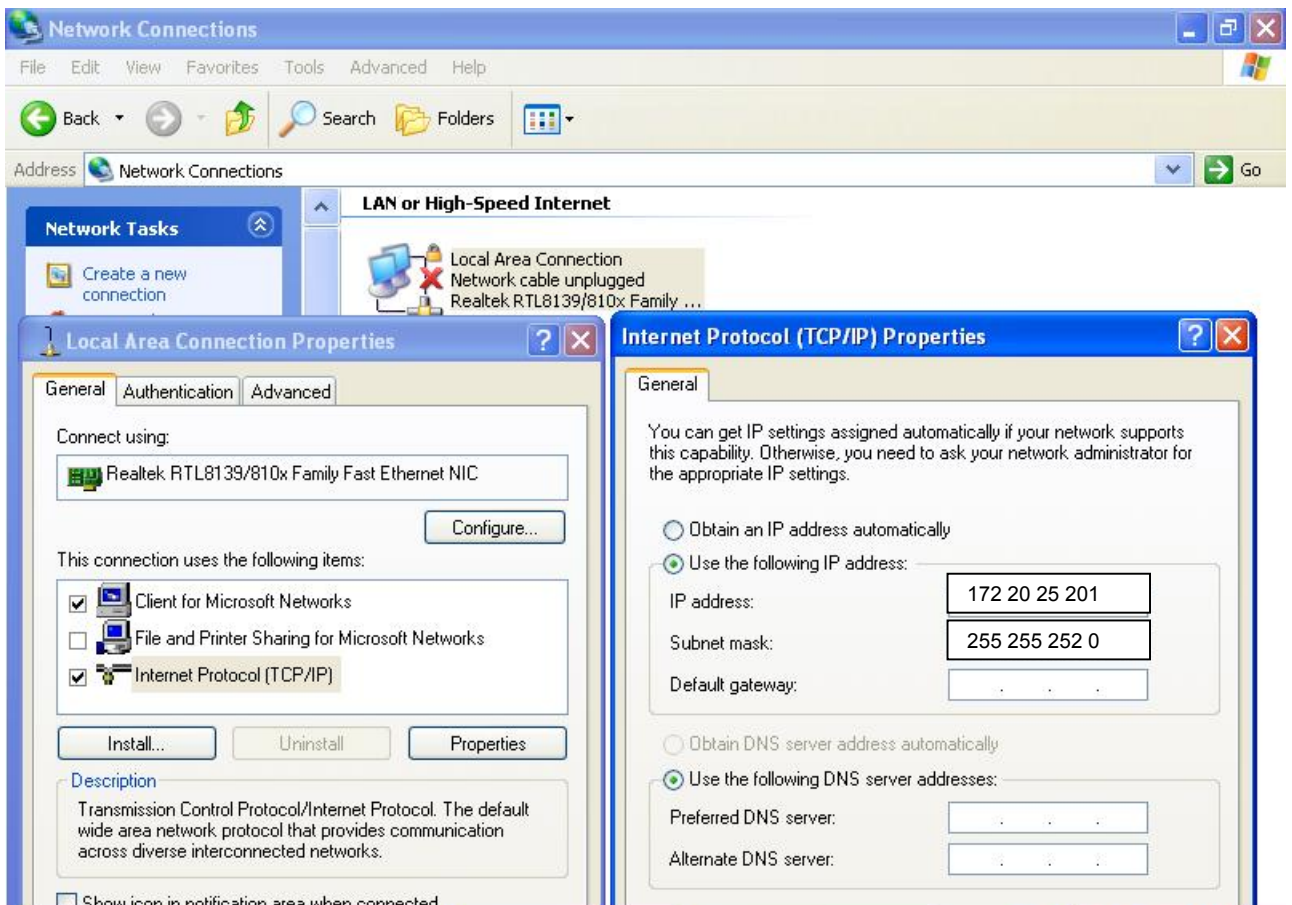 Network Connections
File Edit View Favorites Tools Advanced Help
Back Search Folders
Address Network Connections Go
LAN or High-Speed Internet
Network Tasks
Local Area Connection
Network cable unplugged
Realtek RTL8139/810x Family ...
Create a new
connection
Local Area Connection Properties
General Authentication Advanced
Connect using:
Realtek RTL8139/810x Family Fast Ethernet NIC
Configure...
This connection uses the following items:
Client for Microsoft Networks
File and Printer Sharing for Microsoft Networks
Internet Protocol (TCP/IP)
Install... Uninstall Properties
Description
Transmission Control Protocol/Internet Protocol. The default
wide area network protocol that provides communication
across diverse interconnected networks.
Show icon in notification area when connected
Internet Protocol (TCP/IP) Properties
General
You can get IP settings assigned automatically if your network supports
this capability. Otherwise, you need to ask your network administrator for
the appropriate IP settings.
Obtain an IP address automatically
Use the following IP address:
IP address: 172 20 25 201
Subnet mask: 255 255 252 0
Default gateway: . . .
Obtain DNS server address automatically
Use the following DNS server addresses:
Preferred DNS server: . . .
Alternate DNS server: . . .